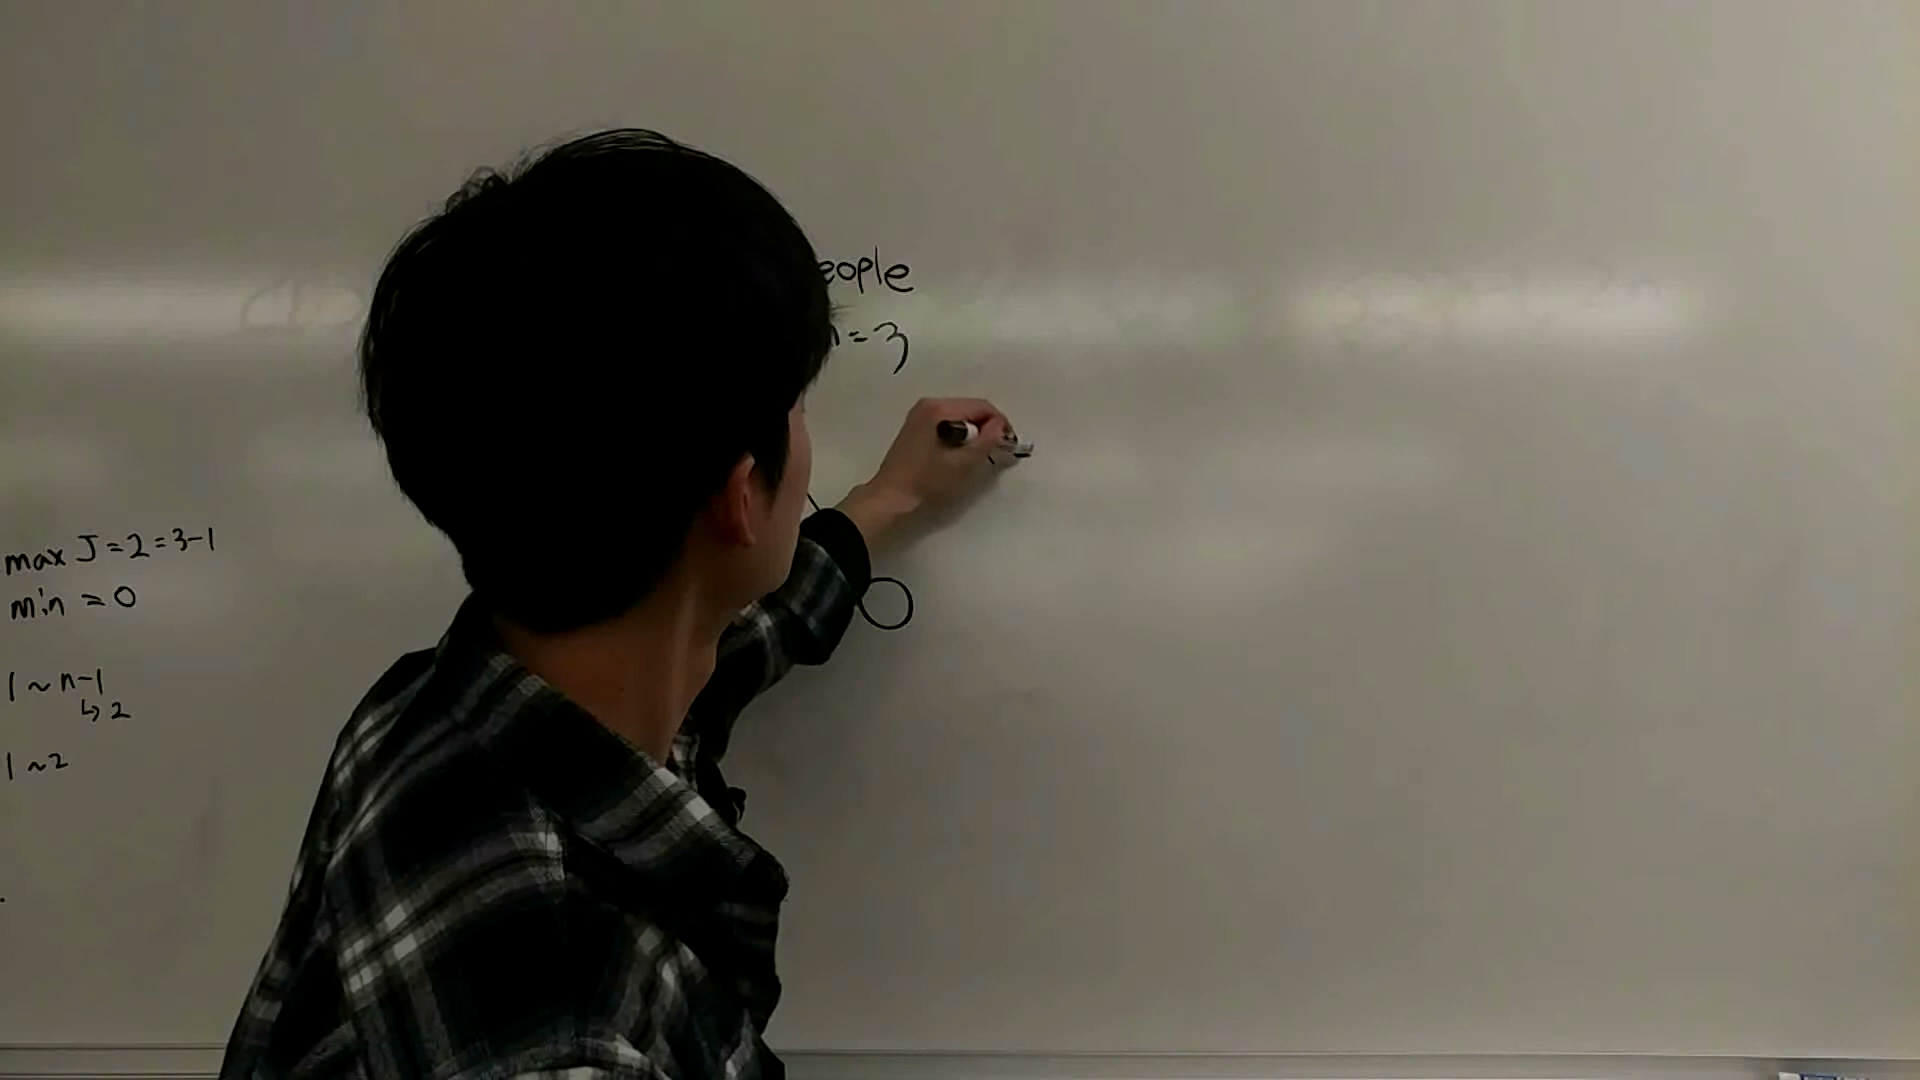 max J = 2 = 3-1
min = 0
1 ~ n-1
↳ 2
1 ~ 2
eople
n = 3